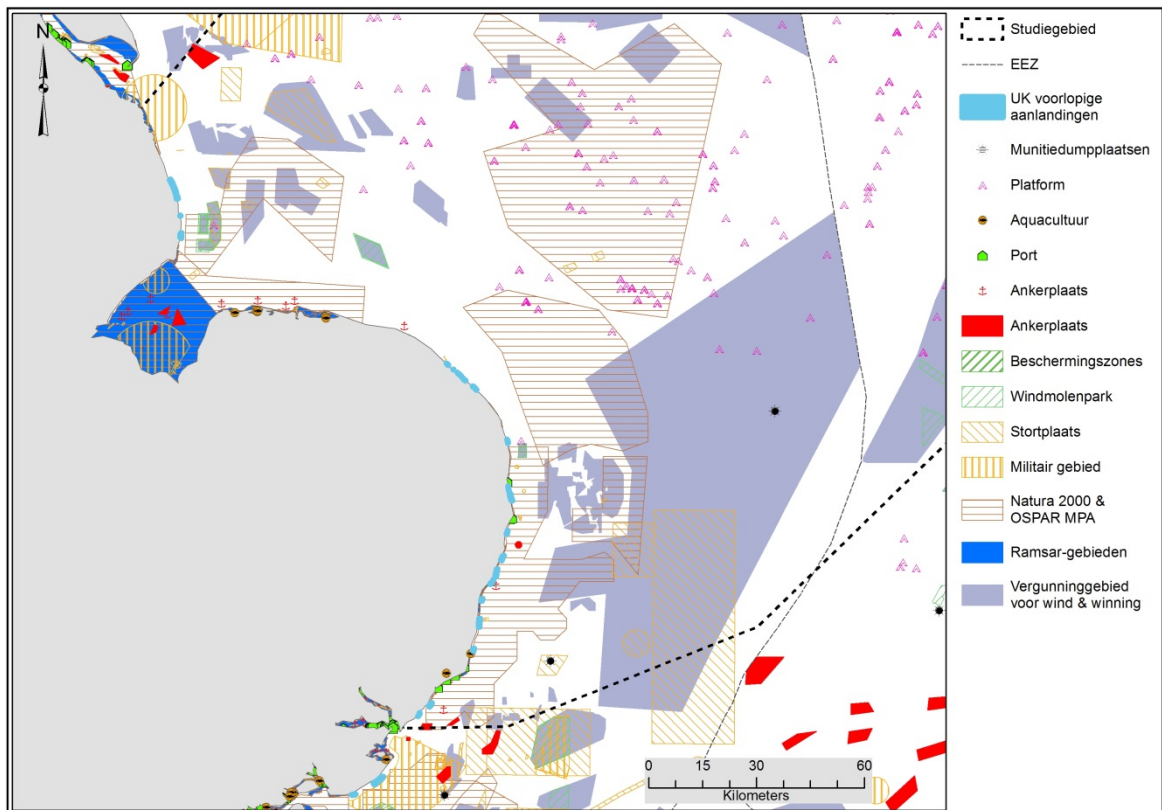 N
Studiegebied
EEZ
UK voorlopige
aanlandingen
Munitiedumpplaatsen
Platform
Aquacultuur
Port
Ankerplaats
Ankerplaats
Beschermingszones
Windmolenpark
Stortplaats
Militair gebied
Natura 2000 &
OSPAR MPA
Ramsar-gebieden
Vergunninggebied
voor wind & winning
0 15 30 60
Kilometers